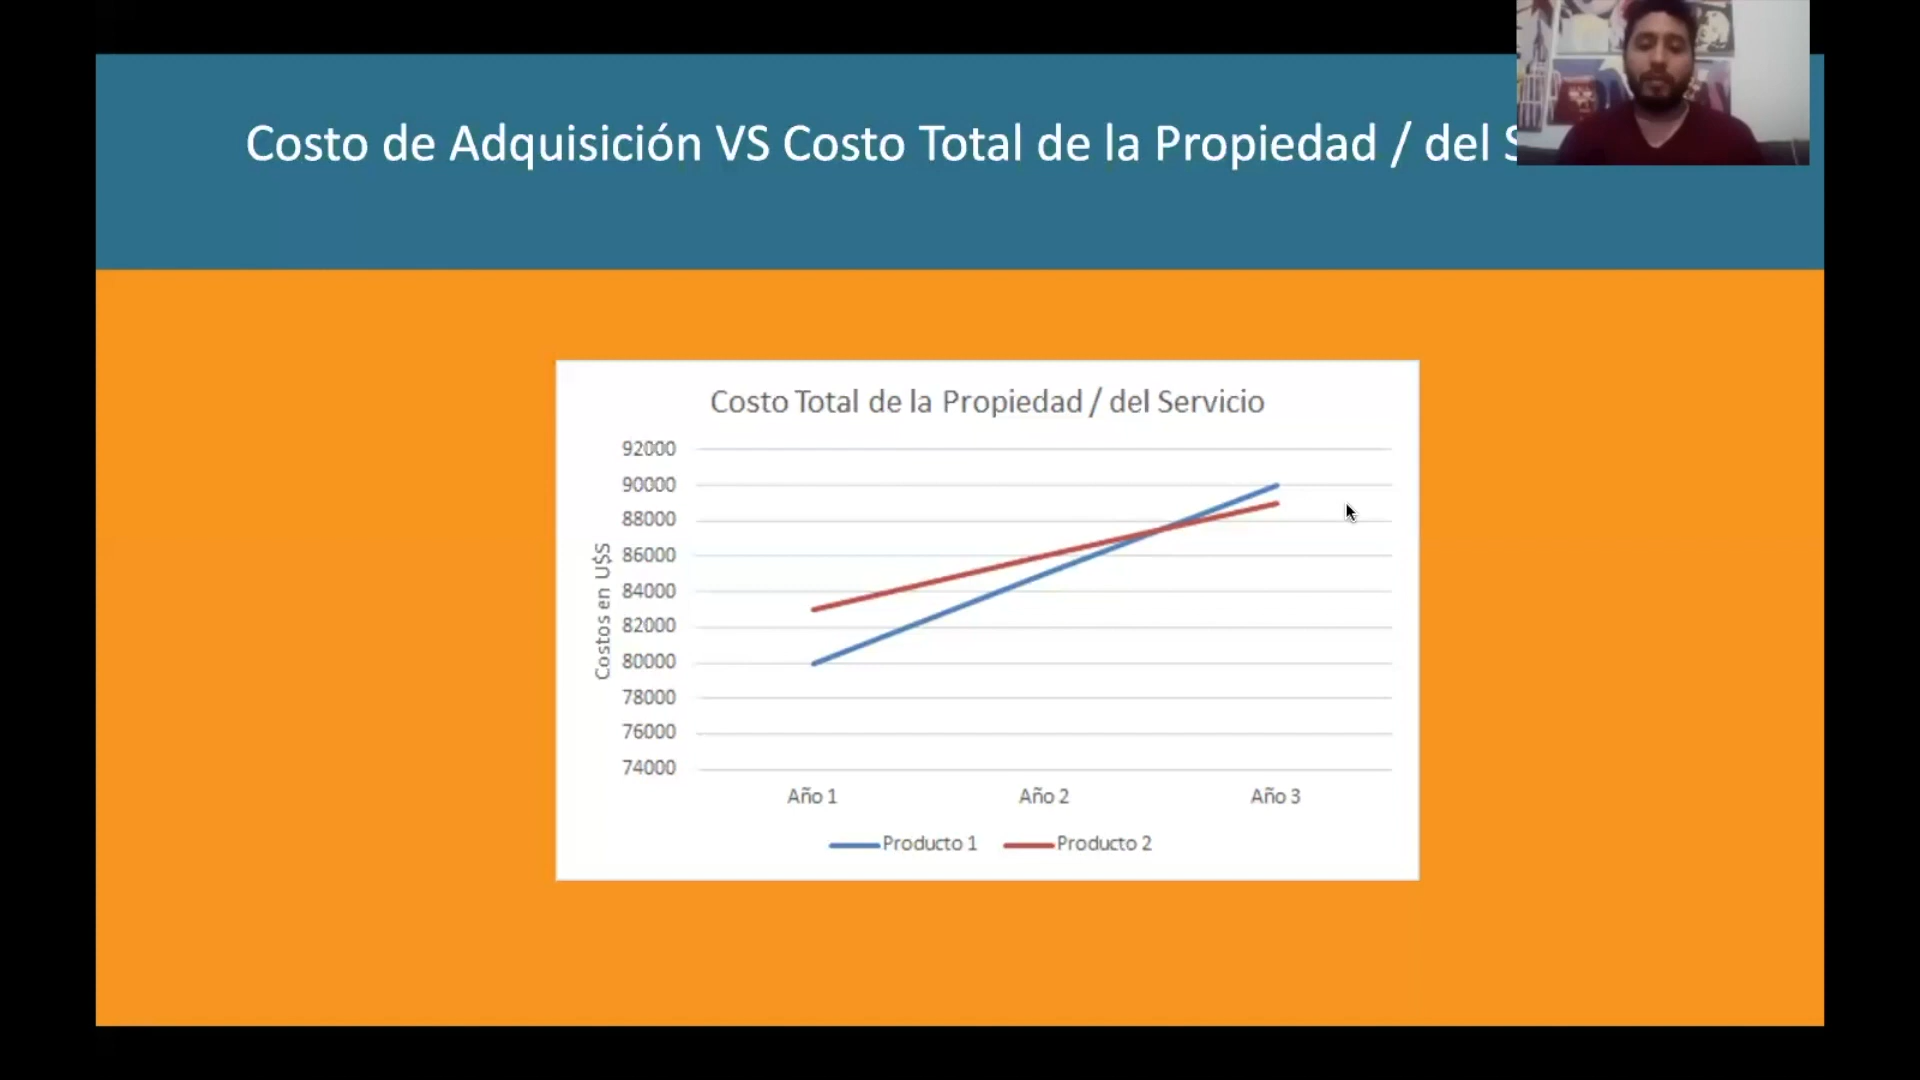 Costo de Adquisición VS Costo Total de la Propiedad / del
Costo Total de la Propiedad / del Servicio
Costos en U$S
92000
90000
88000
86000
84000
82000
80000
78000
76000
74000
Año 1 Año 2 Año 3
Producto 1 Producto 2